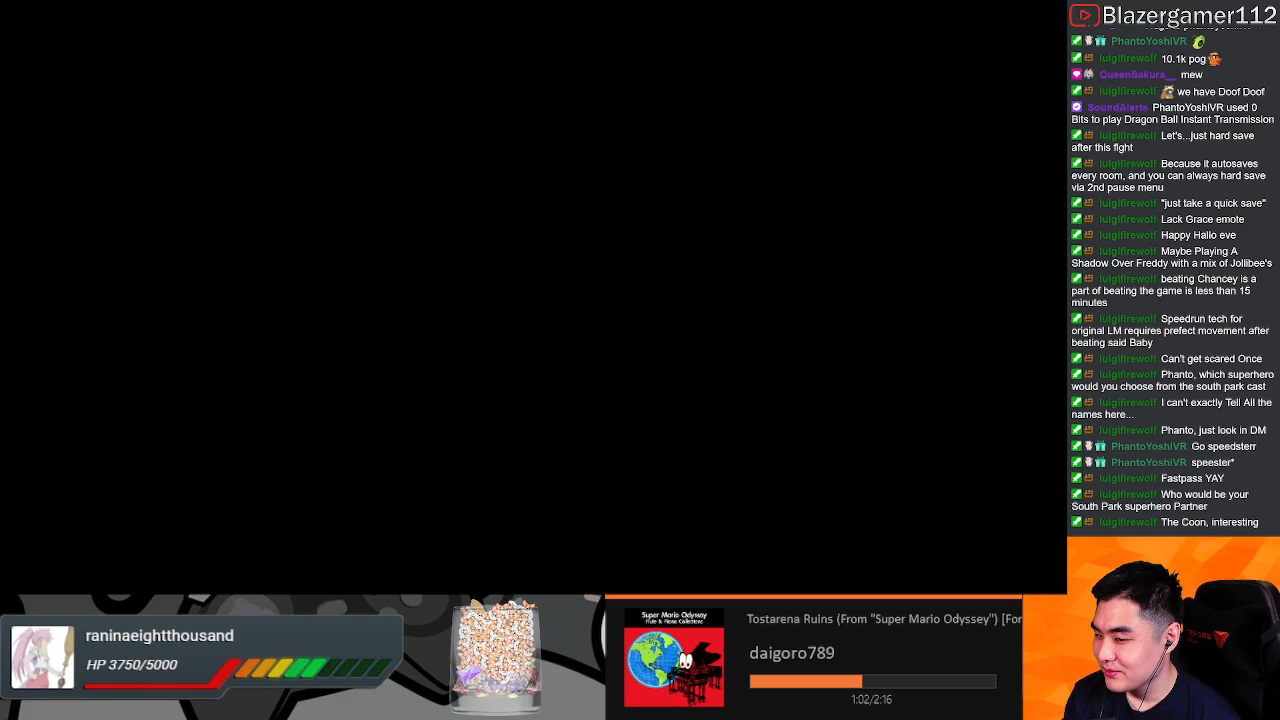 Blazergamer112
PhantoYoshiVR
luigifirewolf 10.1k pog
QueenSakura__ mew
luigifirewolf we have Doof Doof
SoundAlerts PhantoYoshiVR used 0
Bits to play Dragon Ball Instant Transmission
luigifirewolf Let's...just hard save
after this fight
luigifirewolf Because it autosaves
every room, and you can always hard save
via 2nd pause menu
luigifirewolf "just take a quick save"
luigifirewolf Lack Grace emote
luigifirewolf Happy Hallo eve
luigifirewolf Maybe Playing A
Shadow Over Freddy with a mix of Jollibee's
luigifirewolf beating Chancey is a
part of beating the game is less than 15
minutes
luigifirewolf Speedrun tech for
original LM requires prefect movement after
beating said Baby
luigifirewolf Can't get scared Once
luigifirewolf Phanto, which superhero
would you choose from the south park cast
luigifirewolf I can't exactly Tell All the
names here...
luigifirewolf Phanto, just look in DM
PhantoYoshiVR Go speedsterr
PhantoYoshiVR speester*
luigifirewolf Fastpass YAY
luigifirewolf Who would be your
South Park superhero Partner
luigifirewolf The Coon, interesting
raninaeightthousand
HP 3750/5000
Super Mario Odyssey
Flute & Piano Collections
Tostarena Ruins (From "Super Mario Odyssey") [For
daigoro789
1:02/2:16